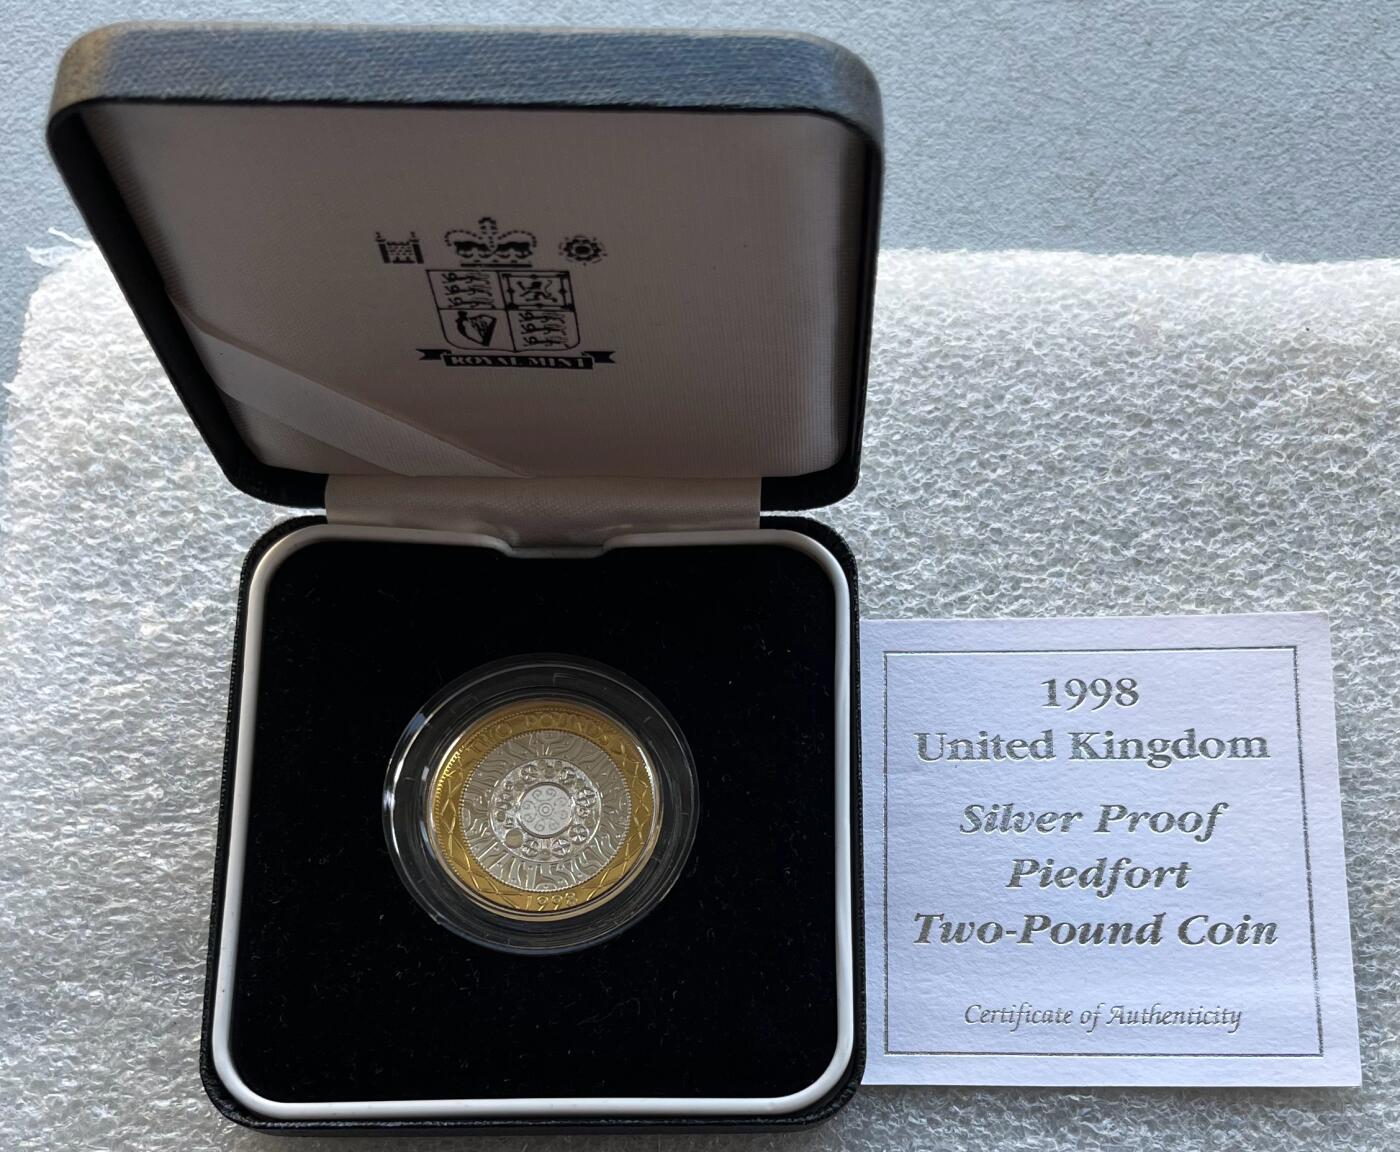 ROYAL MINT
TWO POUNDS
1998
1998
United Kingdom
Silver Proof
Piedfort
Two-Pound Coin
Certificate of Authenticity